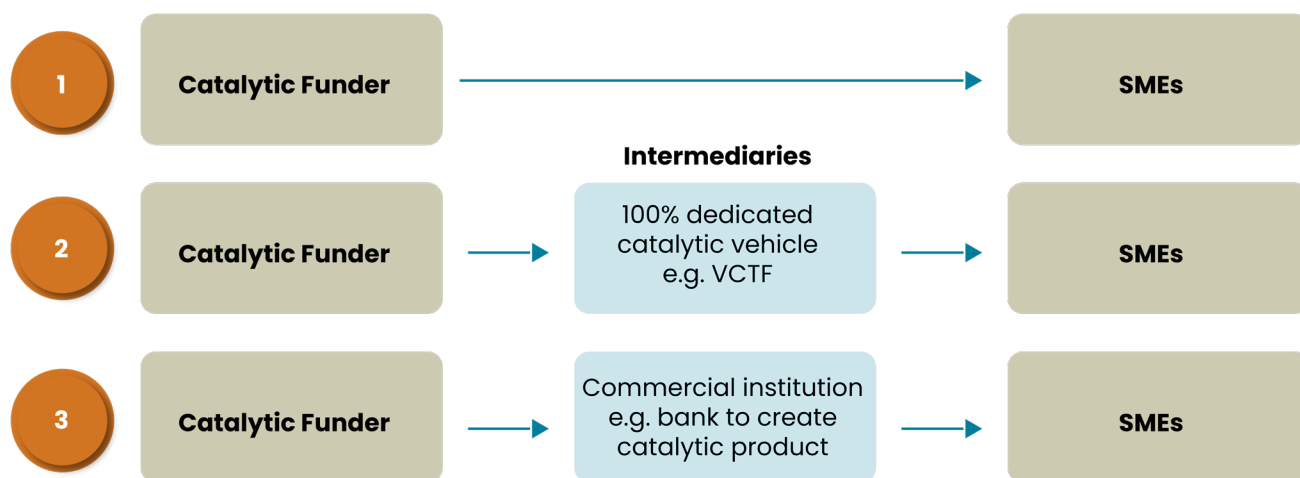 1
Catalytic Funder
SMEs
Intermediaries
2
Catalytic Funder
100% dedicated
catalytic vehicle
e.g. VCTF
SMEs
3
Catalytic Funder
Commercial institution
e.g. bank to create
catalytic product
SMEs